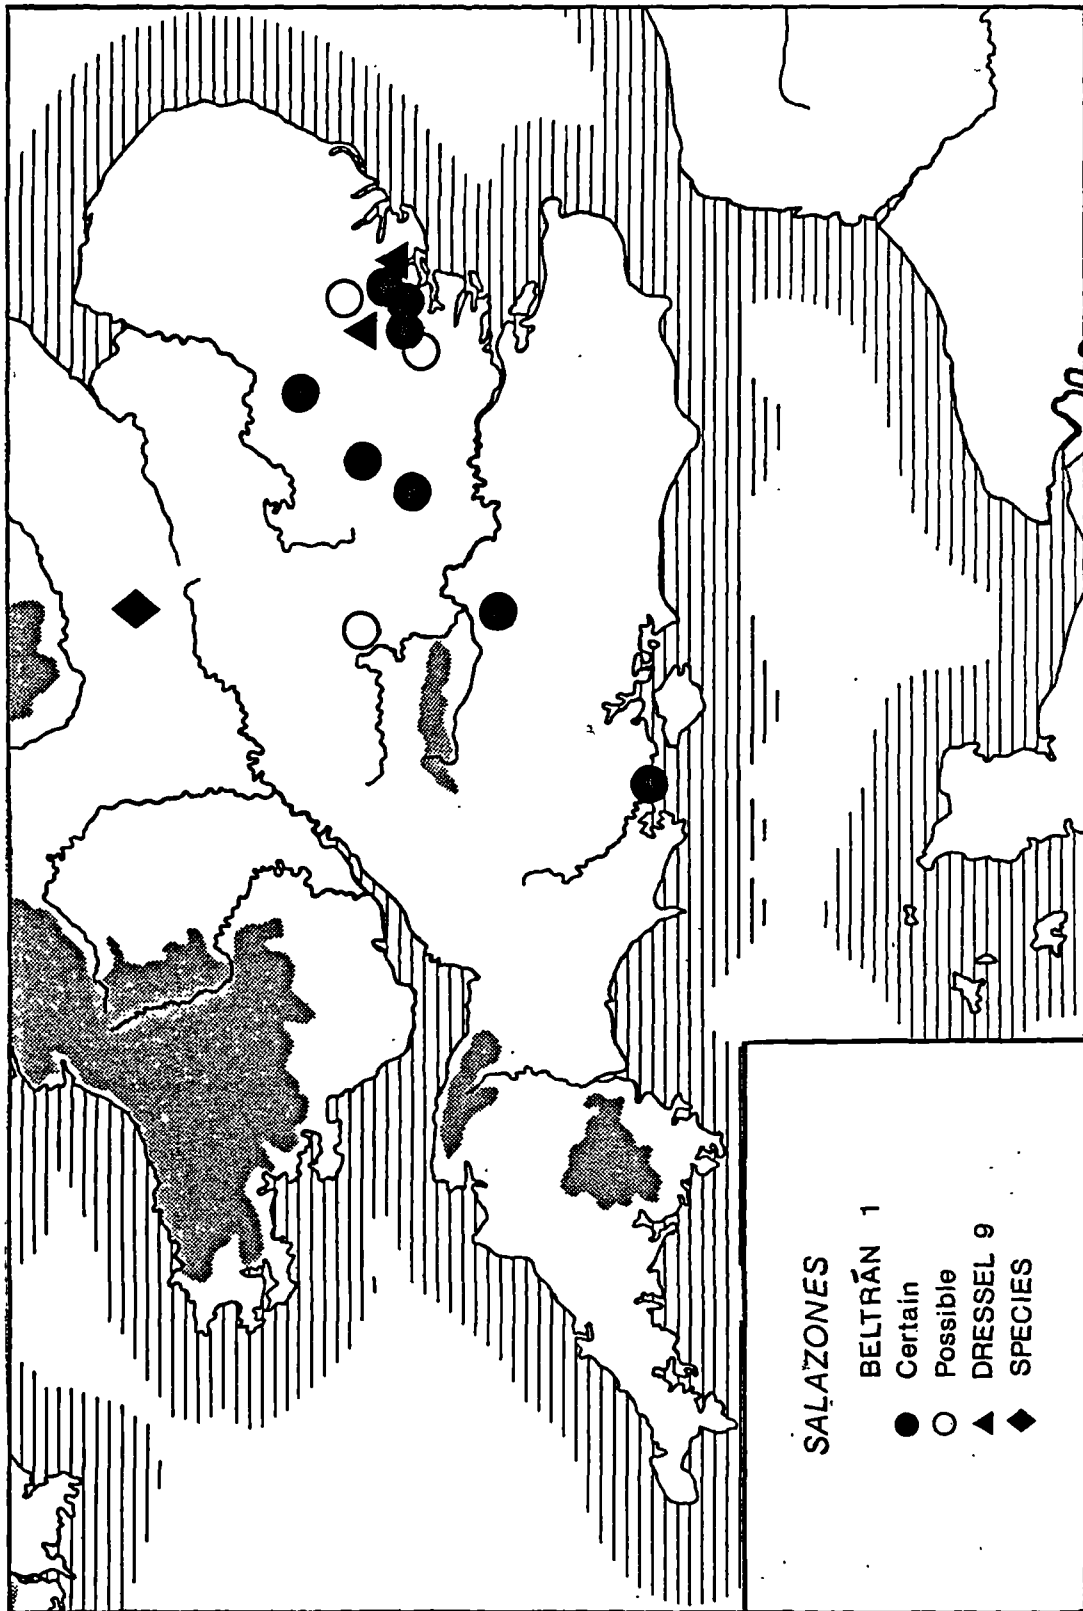 SALAZONES
BELTRÁN 1
Certain
Possible
DRESSEL 9
SPECIES